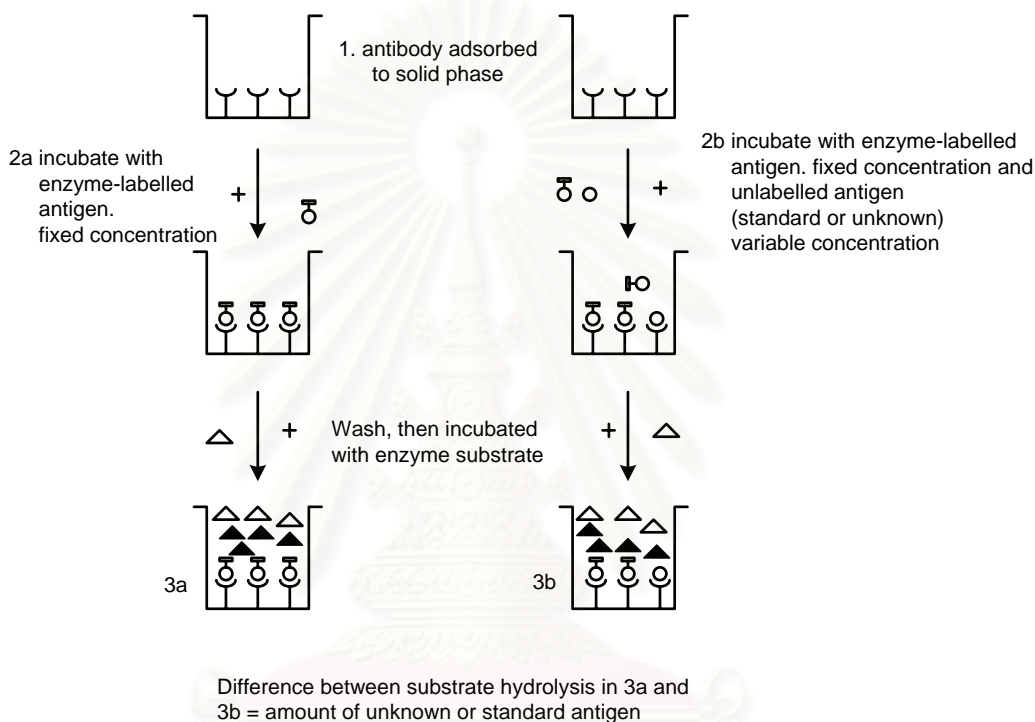 1. antibody adsorbed
to solid phase
2a incubate with
enzyme-labelled
antigen.
fixed concentration
+
2b incubate with enzyme-labelled
antigen. fixed concentration and
unlabelled antigen
(standard or unknown)
variable concentration
+
+
Wash, then incubated
with enzyme substrate
+
3a
3b
Difference between substrate hydrolysis in 3a and
3b = amount of unknown or standard antigen